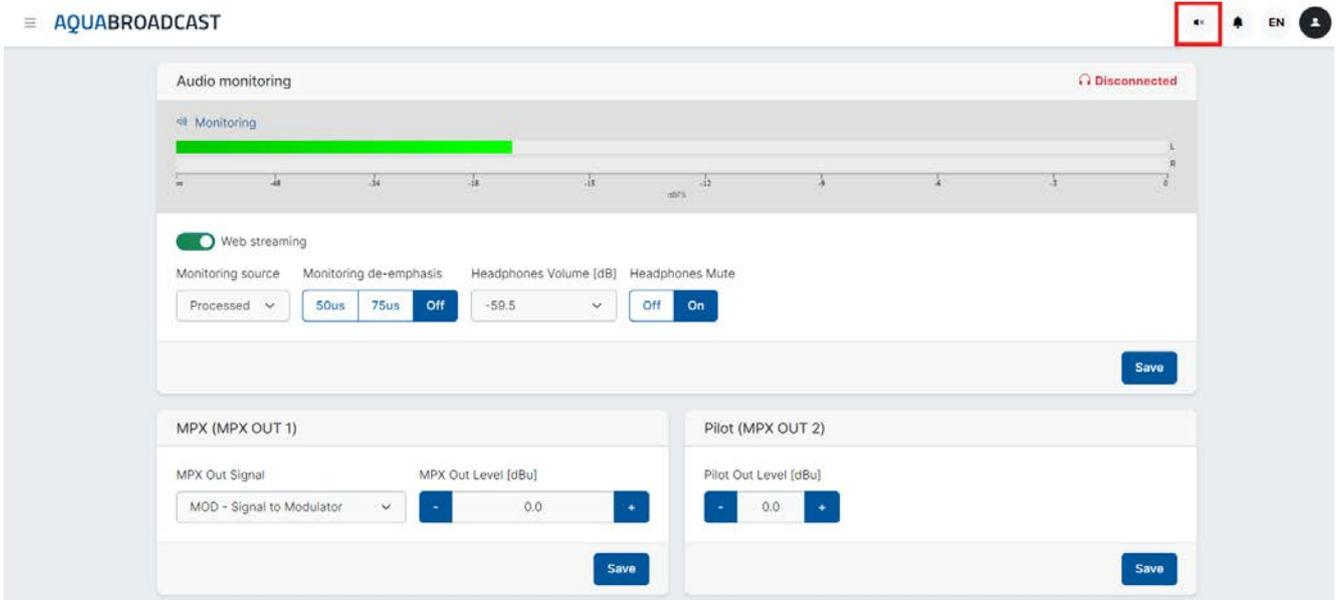 AQUABROADCAST
EN
Audio monitoring
Disconnected
Monitoring
L
R
∞ -48 -34 -18 -15 -12 -9 -6 -3 0
dBFS
Web streaming
Monitoring source Monitoring de-emphasis Headphones Volume [dB] Headphones Mute
Processed 50us 75us Off -59.5 Off On
Save
MPX (MPX OUT 1)
MPX Out Signal MPX Out Level [dBu]
MOD - Signal to Modulator - 0.0 +
Save
Pilot (MPX OUT 2)
Pilot Out Level [dBu]
- 0.0 +
Save